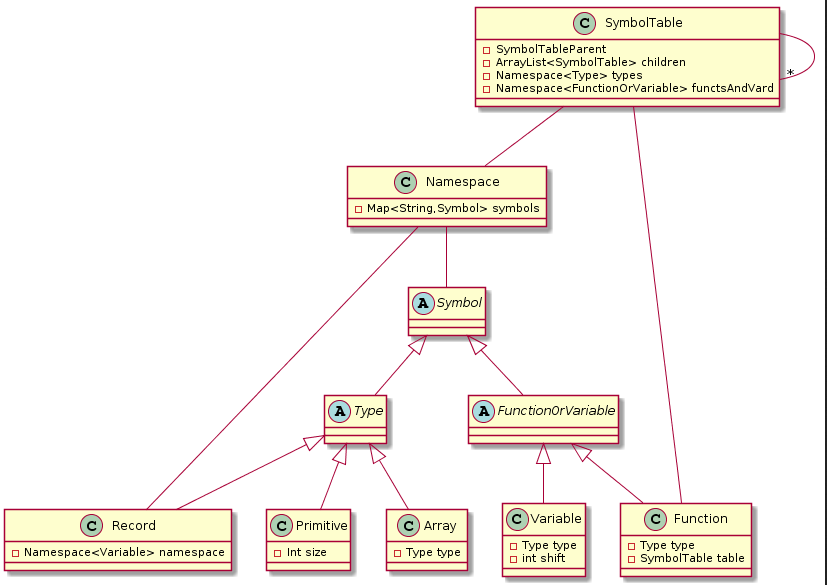 C SymbolTable
SymbolTableParent
ArrayList<SymbolTable> children
Namespace<Type> types
Namespace<FunctionOrVariable> functsAndVard
*
C Namespace
Map<String,Symbol> symbols
A Symbol
A Type
A Function0rVariable
C Record
Namespace<Variable> namespace
C Primitive
Int size
C Array
Type type
C Variable
Type type
int shift
C Function
Type type
SymbolTable table